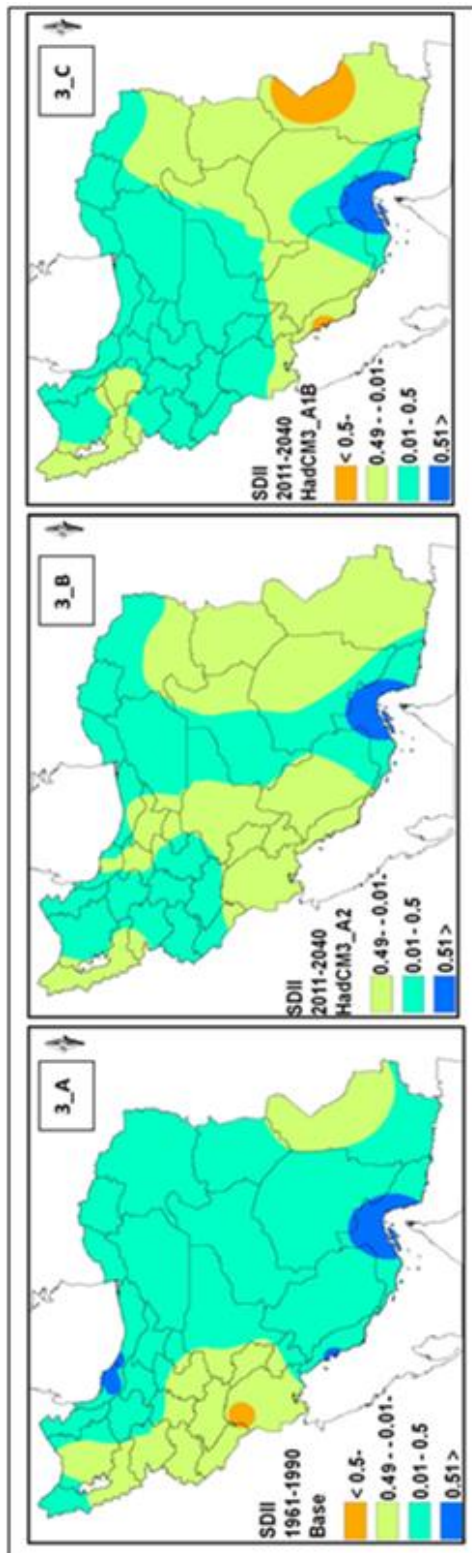 3_A
SDII
1961-1990
Base
< 0.5-
0.49- - 0.01-
0.01 - 0.5
0.51 >
3_B
SDII
2011-2040
HadCM3_A2
0.49- - 0.01-
0.01 - 0.5
0.51 >
3_C
SDII
2011-2040
HadCM3_A1B
< 0.5-
0.49- - 0.01-
0.01 - 0.5
0.51 >